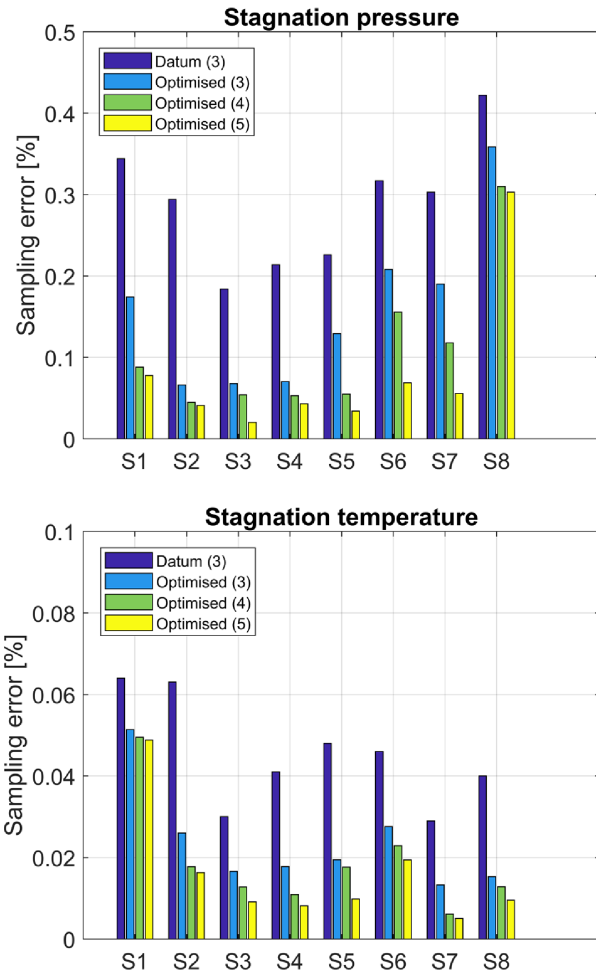 Stagnation pressure
0.5
0.4
0.3
0.2
0.1
0
Sampling error [%]
Datum (3)
Optimised (3)
Optimised (4)
Optimised (5)
S1 S2 S3 S4 S5 S6 S7 S8
Stagnation temperature
0.1
0.08
0.06
0.04
0.02
0
Sampling error [%]
Datum (3)
Optimised (3)
Optimised (4)
Optimised (5)
S1 S2 S3 S4 S5 S6 S7 S8